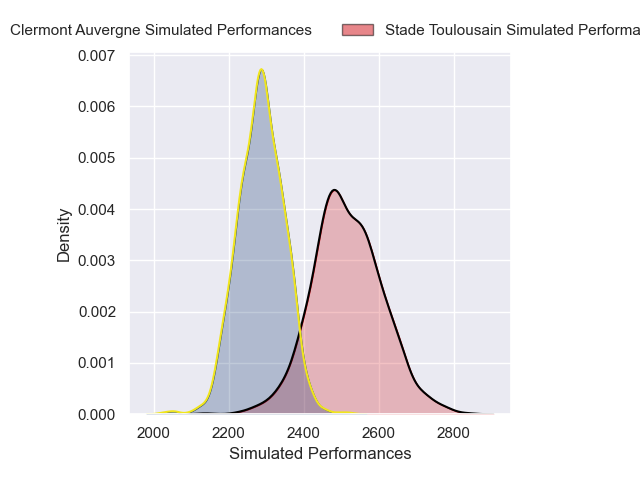 Clermont Auvergne Simulated Performances
Stade Toulousain Simulated Performa
0.007
0.006
0.005
0.004
0.003
0.002
0.001
0.000
Density
2000 2200 2400 2600 2800
Simulated Performances